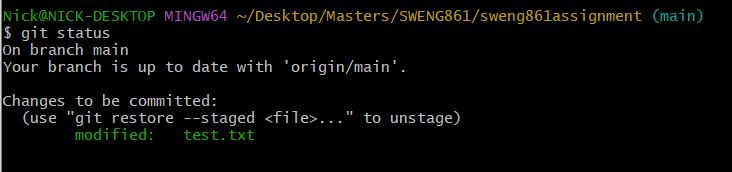 Nick@NICK-DESKTOP MINGW64 ~/Desktop/Masters/SWENG861/sweng861assignment (main)
$ git status
On branch main
Your branch is up to date with 'origin/main'.

Changes to be committed:
  (use "git restore --staged <file>..." to unstage)
        modified:   test.txt